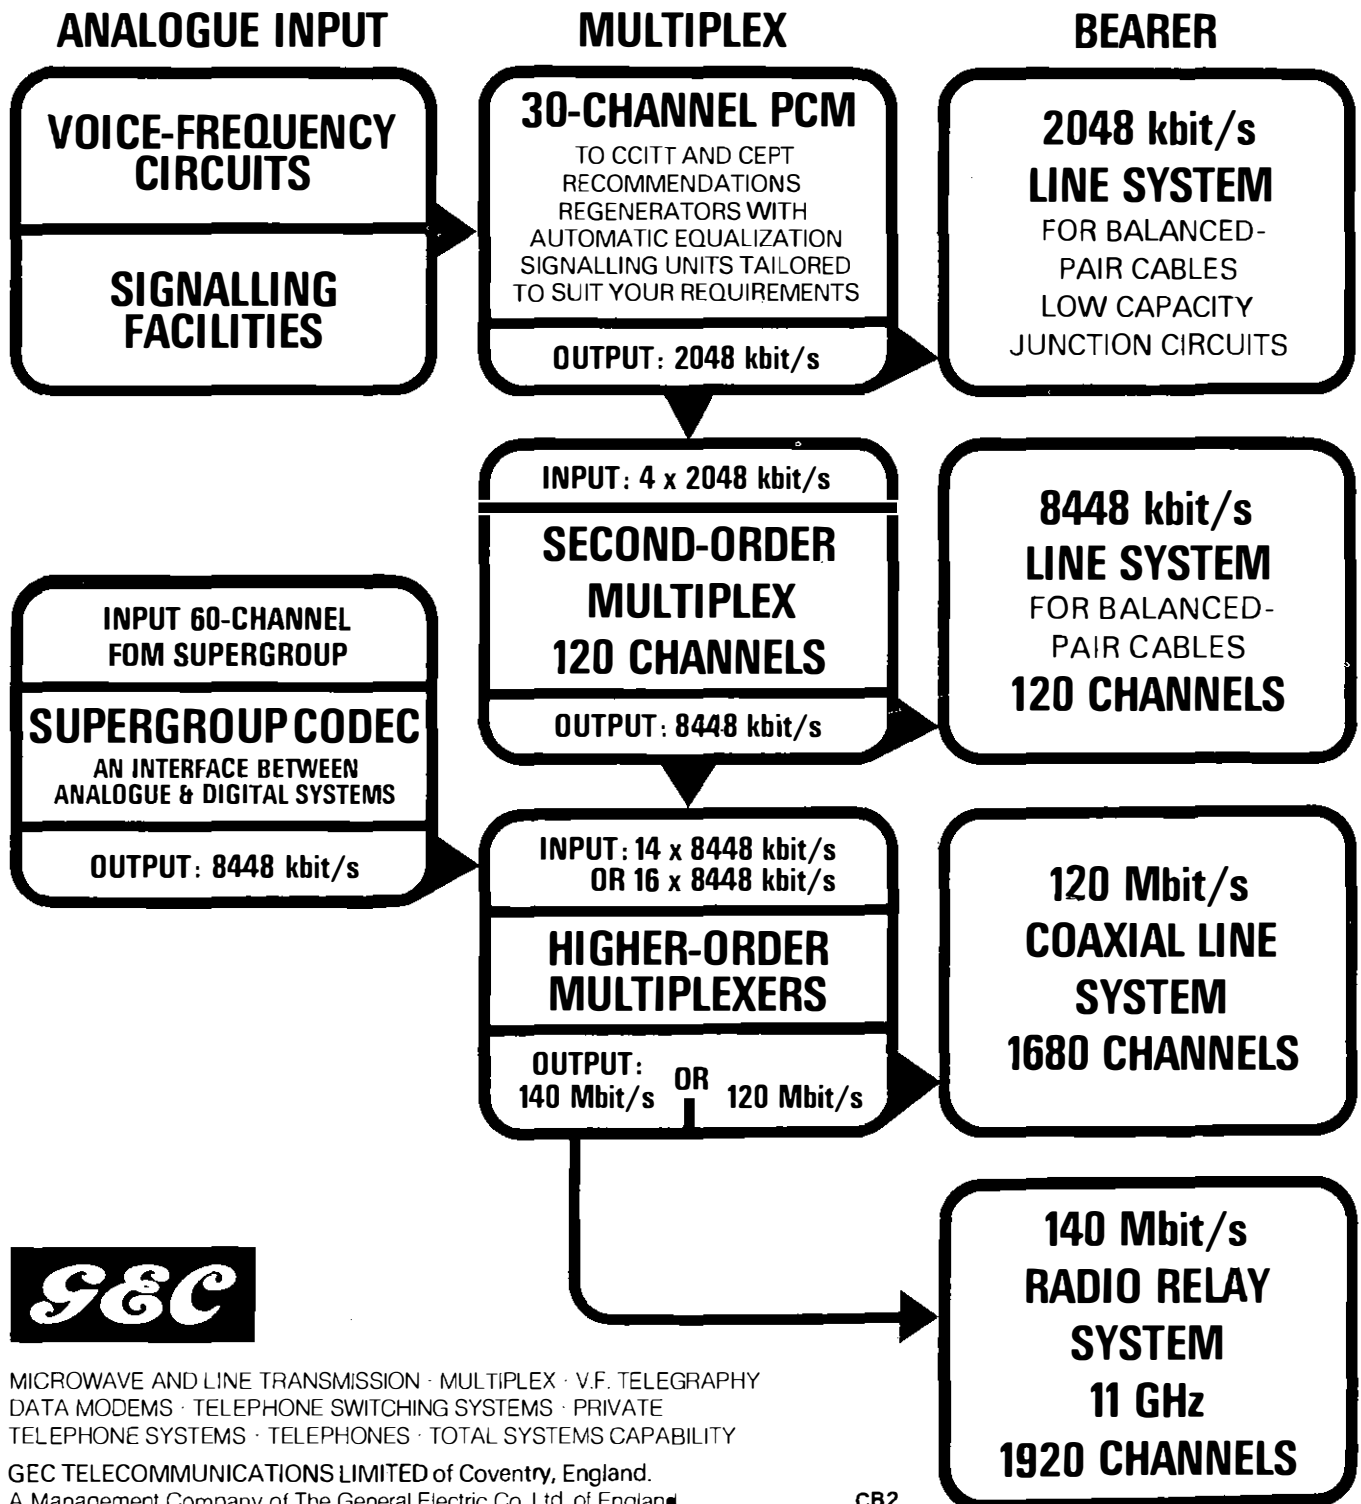 ANALOGUE INPUT
VOICE-FREQUENCY
CIRCUITS
SIGNALLING
FACILITIES
MULTIPLEX
30-CHANNEL PCM
TO CCITT AND CEPT
RECOMMENDATIONS
REGENERATORS WITH
AUTOMATIC EQUALIZATION
SIGNALLING UNITS TAILORED
TO SUIT YOUR REQUIREMENTS
OUTPUT: 2048 kbit/s
BEARER
2048 kbit/s
LINE SYSTEM
FOR BALANCED-
PAIR CABLES
LOW CAPACITY
JUNCTION CIRCUITS
INPUT: 4 x 2048 kbit/s
SECOND-ORDER
MULTIPLEX
120 CHANNELS
OUTPUT: 8448 kbit/s
8448 kbit/s
LINE SYSTEM
FOR BALANCED-
PAIR CABLES
120 CHANNELS
INPUT 60-CHANNEL
FOM SUPERGROUP
SUPERGROUP CODEC
AN INTERFACE BETWEEN
ANALOGUE & DIGITAL SYSTEMS
OUTPUT: 8448 kbit/s
INPUT: 14 x 8448 kbit/s
OR 16 x 8448 kbit/s
HIGHER-ORDER
MULTIPLEXERS
OUTPUT:
140 Mbit/s OR 120 Mbit/s
120 Mbit/s
COAXIAL LINE
SYSTEM
1680 CHANNELS
140 Mbit/s
RADIO RELAY
SYSTEM
11 GHz
1920 CHANNELS
GEC
MICROWAVE AND LINE TRANSMISSION · MULTIPLEX · V.F. TELEGRAPHY
DATA MODEMS · TELEPHONE SWITCHING SYSTEMS · PRIVATE
TELEPHONE SYSTEMS · TELEPHONES · TOTAL SYSTEMS CAPABILITY
GEC TELECOMMUNICATIONS LIMITED of Coventry, England.
A Management Company of The General Electric Co. Ltd. of England
CB2